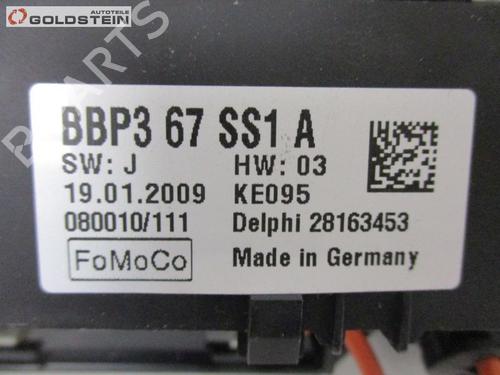 AUTOTEILE
GOLDSTEIN
B-PARTS
BBP3 67 SS1 A
SW: J HW: 03
19.01.2009 KE095
080010/111 Delphi 28163453
FoMoCo Made in Germany